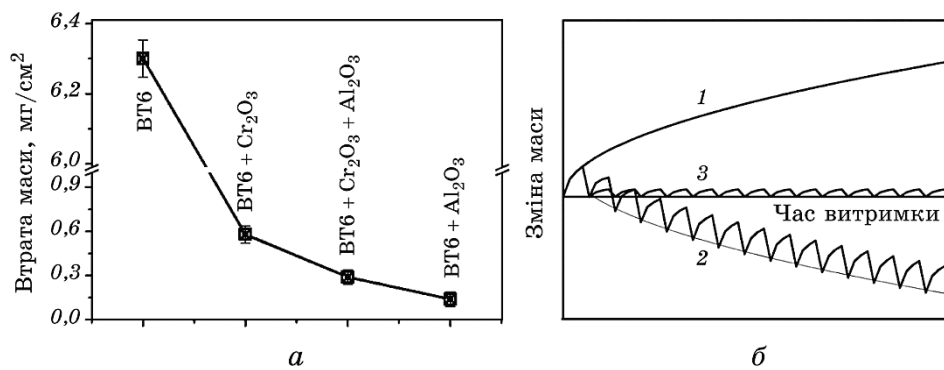 Втрата маси, мг/см²
6,4
6,2
6,0
0,9
0,6
0,3
0,0
ВТ6
ВТ6 + Cr₂O₃
ВТ6 + Cr₂O₃ + Al₂O₃
ВТ6 + Al₂O₃
а
Зміна маси
1
3
Час витримки
2
б